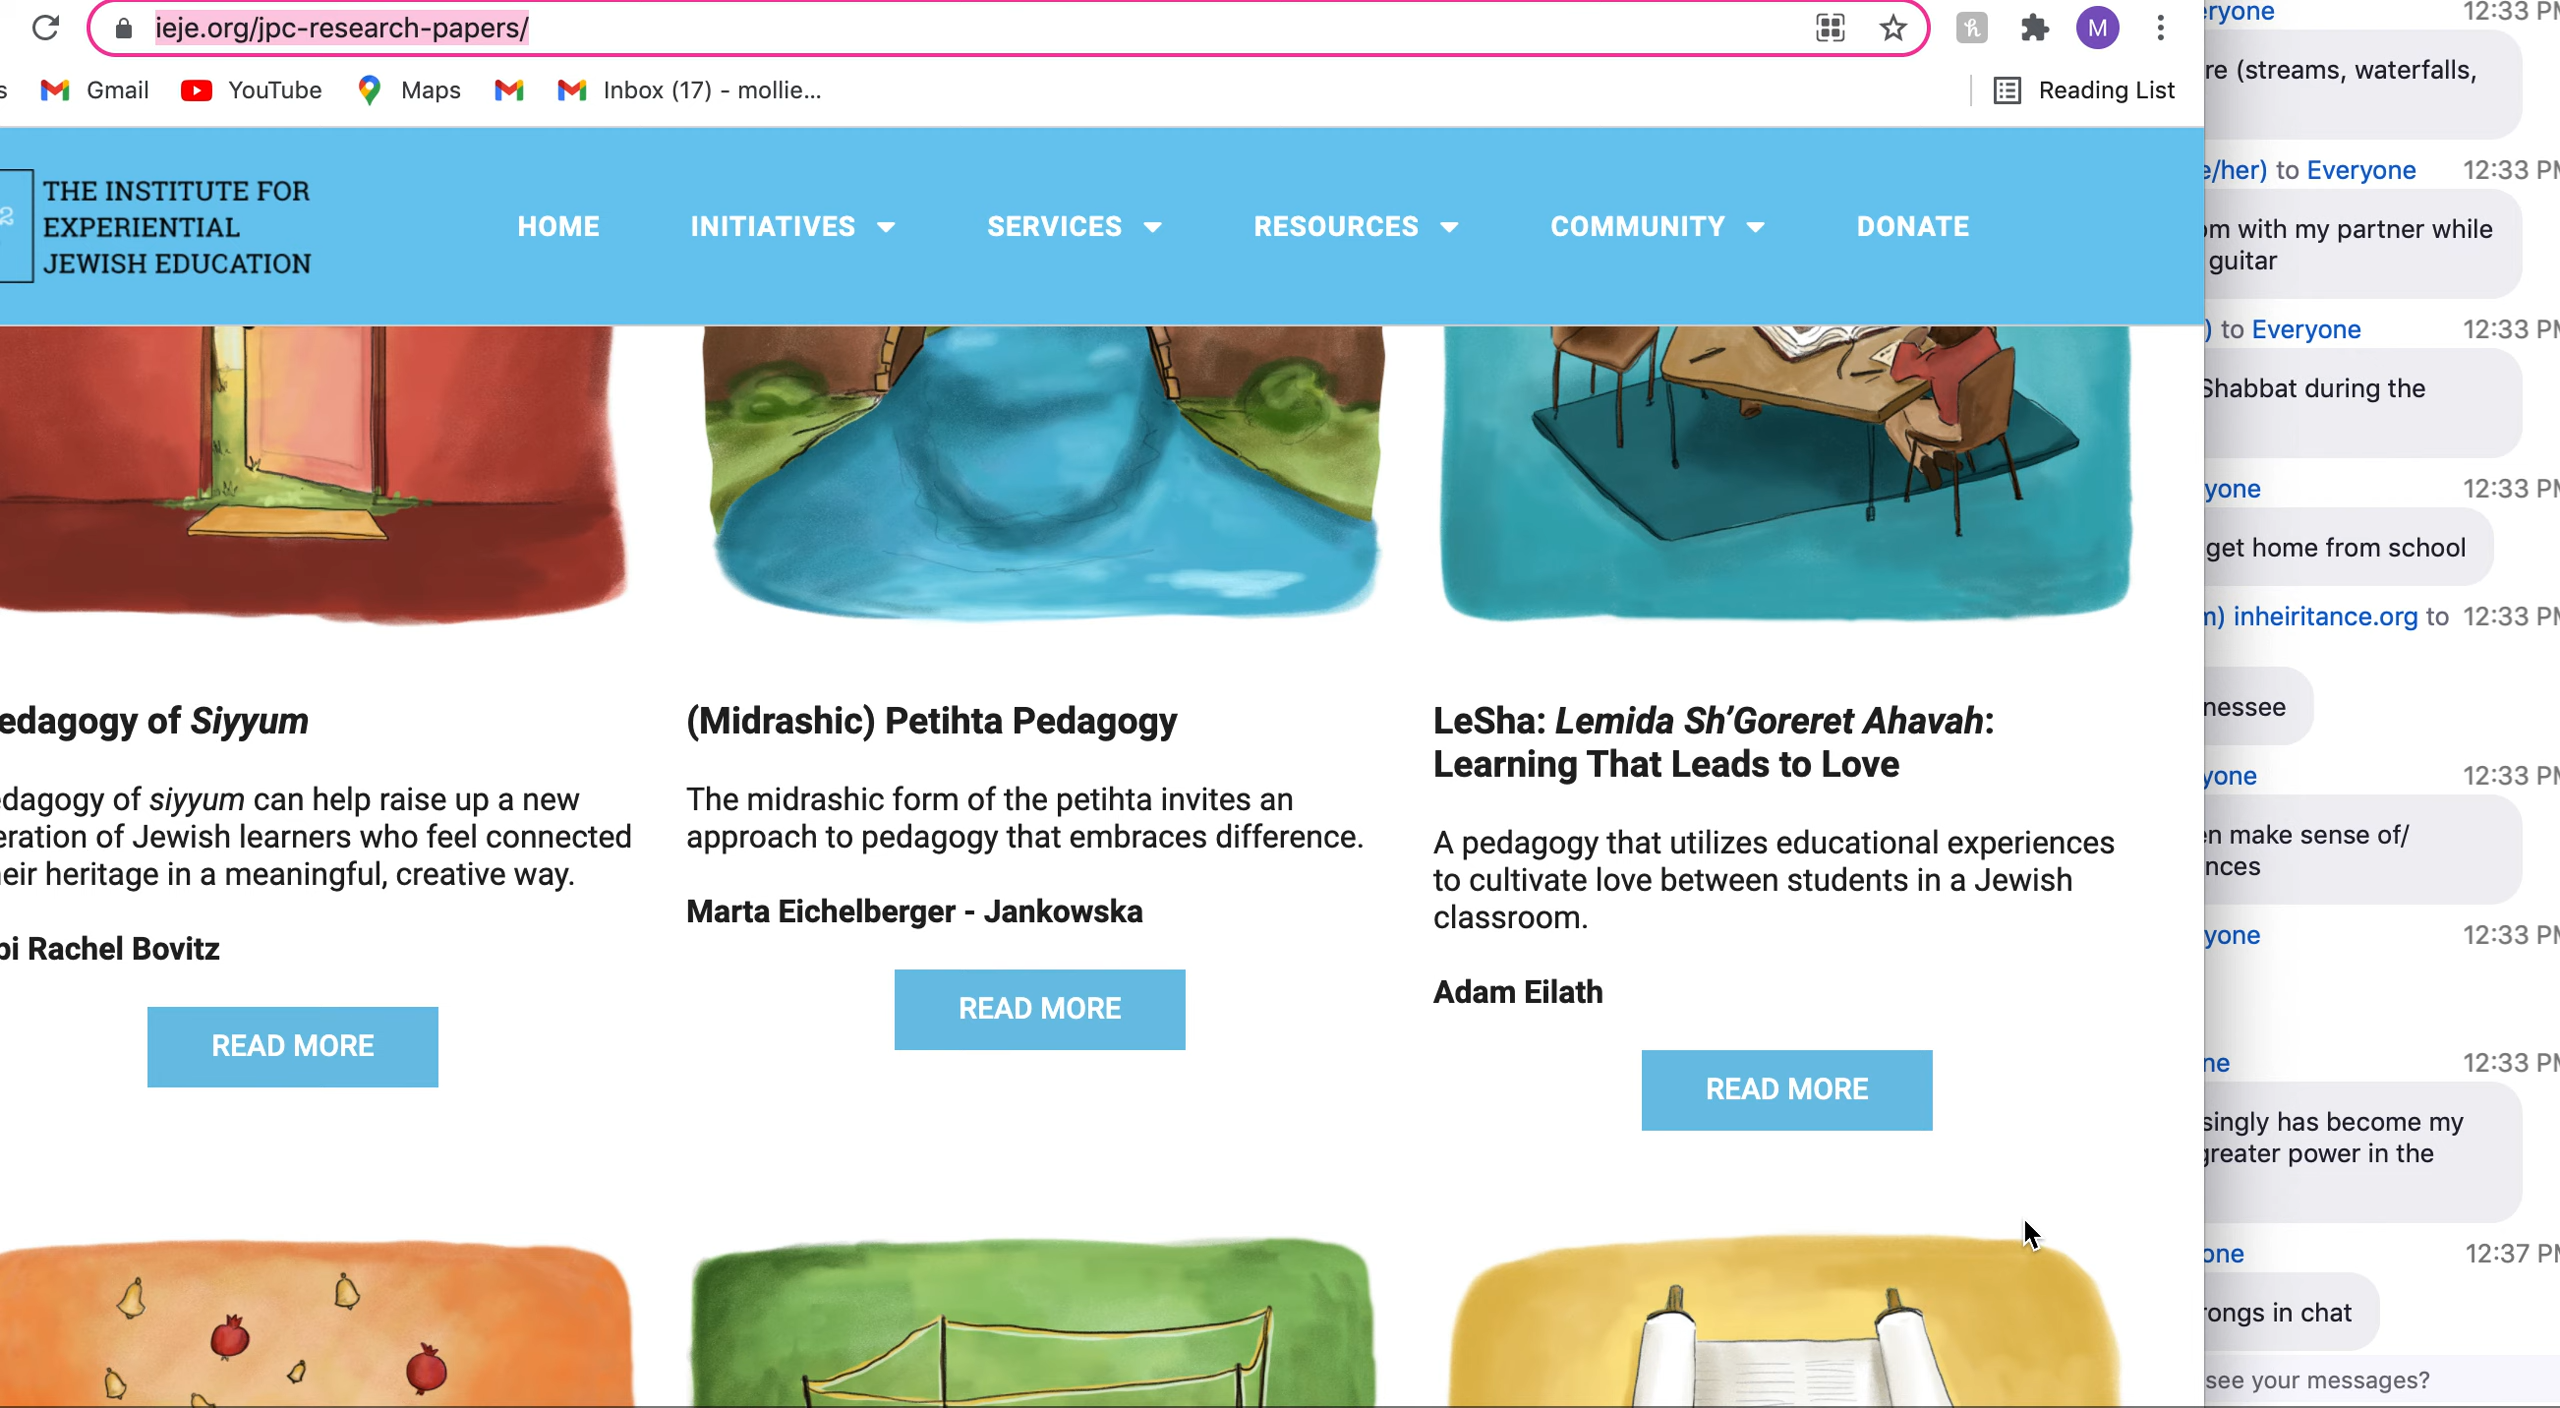 ieje.org/jpc-research-papers/
M
Gmail
YouTube
Maps
Inbox (17) - mollie...
Reading List
THE INSTITUTE FOR
EXPERIENTIAL
JEWISH EDUCATION
HOME
INITIATIVES
SERVICES
RESOURCES
COMMUNITY
DONATE
edagogy of Siyyum
edagogy of siyyum can help raise up a new
eration of Jewish learners who feel connected
eir heritage in a meaningful, creative way.
bi Rachel Bovitz
READ MORE
(Midrashic) Petihta Pedagogy
The midrashic form of the petihta invites an
approach to pedagogy that embraces difference.
Marta Eichelberger - Jankowska
READ MORE
LeSha: Lemida Sh’Goreret Ahavah:
Learning That Leads to Love
A pedagogy that utilizes educational experiences
to cultivate love between students in a Jewish
classroom.
Adam Eilath
READ MORE
ryone 12:33 PM
re (streams, waterfalls,
e/her) to Everyone 12:33 PM
om with my partner while
guitar
) to Everyone 12:33 PM
Shabbat during the
yone 12:33 PM
get home from school
m) inheiritance.org to 12:33 PM
nessee
yone 12:33 PM
en make sense of/
nces
yone 12:33 PM
ne 12:33 PM
singly has become my
greater power in the
one 12:37 PM
rongs in chat
see your messages?